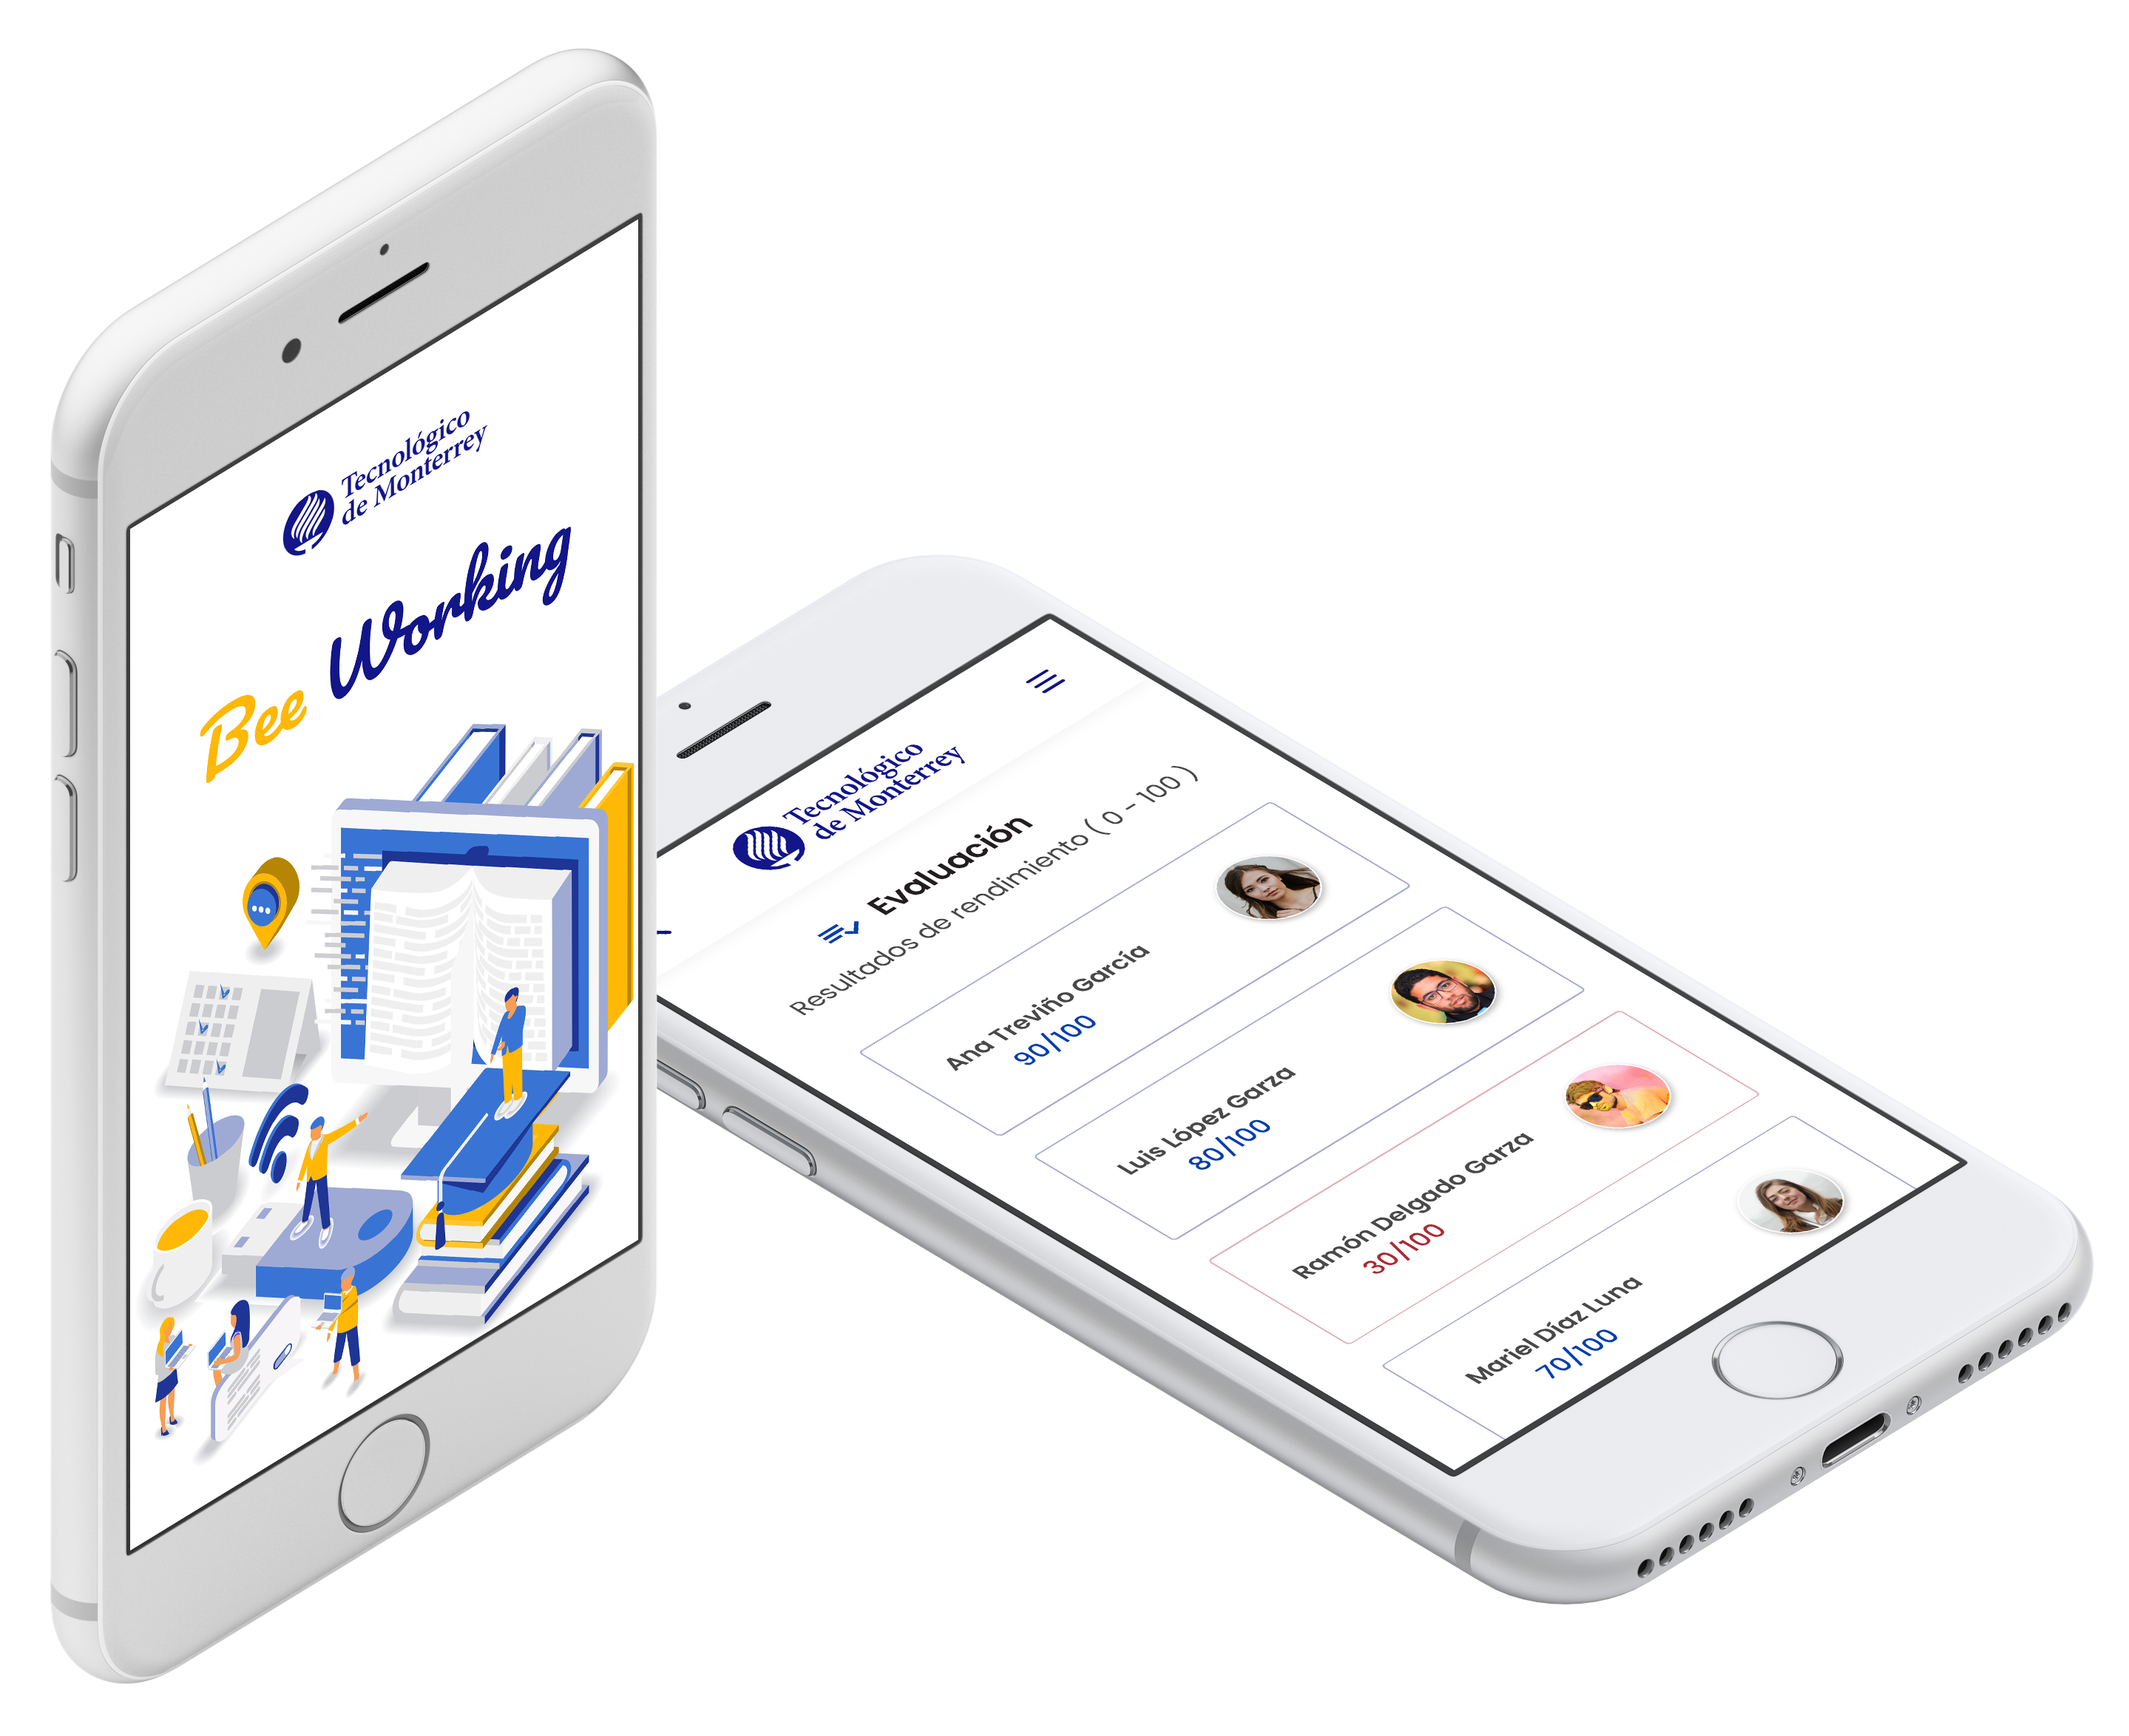 Tecnológico
de Monterrey
Bee Working
Tecnológico
de Monterrey
Evaluación
Resultados de rendimiento ( 0 - 100 )
Ana Treviño García
90/100
Luis López Garza
80/100
Ramón Delgado Garza
30/100
Mariel Díaz Luna
70/100